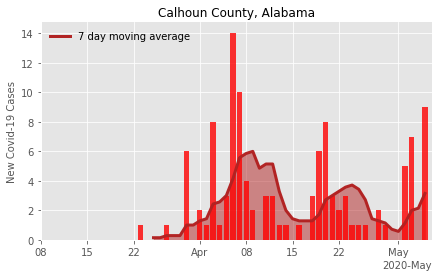 Calhoun County, Alabama
7 day moving average
New Covid-19 Cases
14
12
10
8
6
4
2
0
08 15 22 Apr 08 15 22 May
2020-May